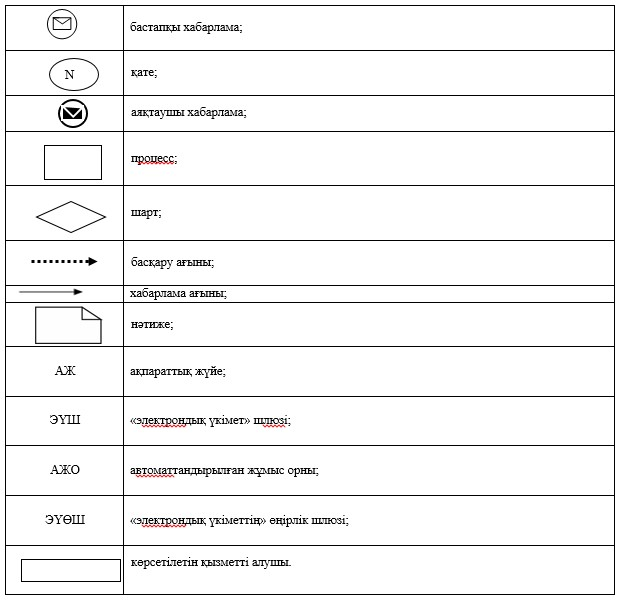 бастапқы хабарлама;
N қате;
аяқтаушы хабарлама;
процесс;
шарт;
басқару ағыны;
хабарлама ағыны;
нәтиже;
АЖ ақпараттық жүйе;
ЭҮШ «электрондық үкімет» шлюзі;
АЖО автоматтандырылған жұмыс орны;
ЭҮӨШ «электрондық үкіметтің» өңірлік шлюзі;
көрсетілетін қызметті алушы.